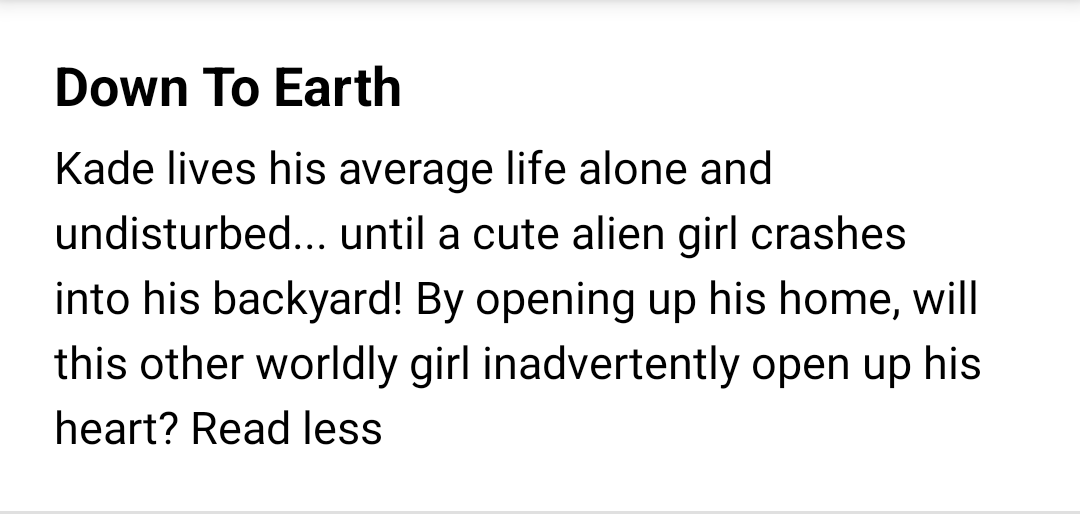 Down To Earth
Kade lives his average life alone and
undisturbed... until a cute alien girl crashes
into his backyard! By opening up his home, will
this other worldly girl inadvertently open up his
heart? Read less